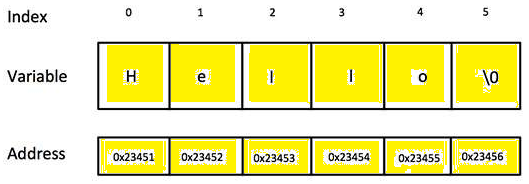 Index 0 1 2 3 4 5
Variable H e l l o \0
Address 0x23451 0x23452 0x23453 0x23454 0x23455 0x23456